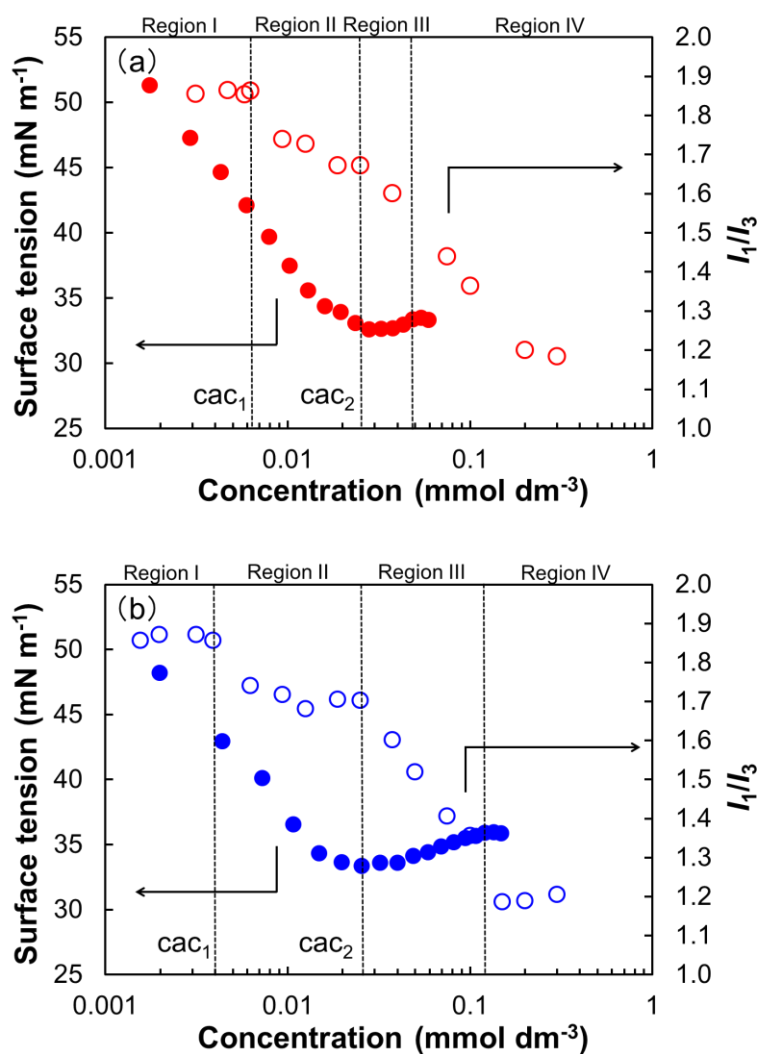 Region I Region II Region III Region IV
(a)
55
50
45
40
35
30
25
Surface tension (mN m⁻¹)
2.0
1.9
1.8
1.7
1.6
1.5
1.4
1.3
1.2
1.1
1.0
I₁/I₃
cac₁ cac₂
0.001 0.01 0.1 1
Concentration (mmol dm⁻³)
Region I Region II Region III Region IV
(b)
55
50
45
40
35
30
25
Surface tension (mN m⁻¹)
2.0
1.9
1.8
1.7
1.6
1.5
1.4
1.3
1.2
1.1
1.0
I₁/I₃
cac₁ cac₂
0.001 0.01 0.1 1
Concentration (mmol dm⁻³)